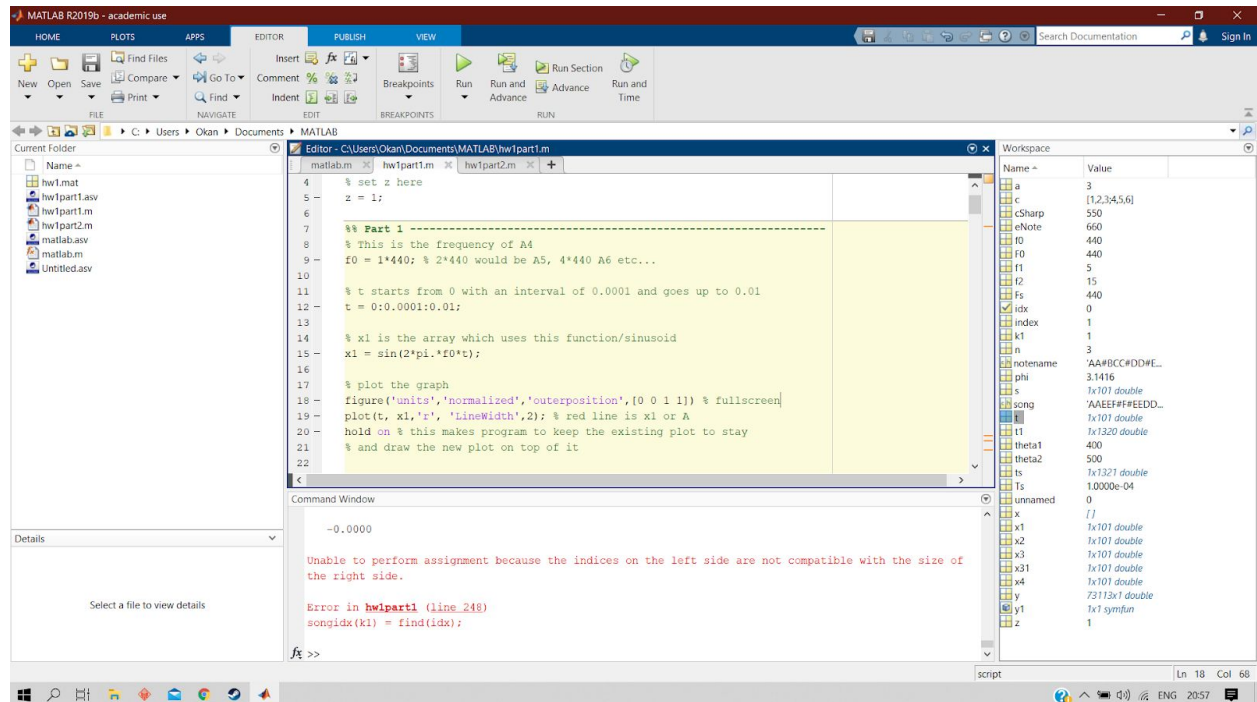 MATLAB R2019b - academic use
HOME PLOTS APPS EDITOR PUBLISH VIEW Search Documentation Sign In
New Open Save Find Files Compare Print
Go To Find
Insert fx
Comment %
Indent
Breakpoints Run Run and Advance Run Section Advance Run and Time
FILE NAVIGATE EDIT BREAKPOINTS RUN
C: Users Okan Documents MATLAB
Current Folder
Name
hw1.mat
hw1part1.asv
hw1part1.m
hw1part2.m
matlab.asv
matlab.m
Untitled.asv
Details
Select a file to view details
Editor - C:\Users\Okan\Documents\MATLAB\hw1part1.m
matlab.m hw1part1.m hw1part2.m +
4 % set z here
5 - z = 1;
6
7 %% Part 1 ----------------------------------------------------------------
8 % This is the frequency of A4
9 - f0 = 1*440; % 2*440 would be A5, 4*440 A6 etc...
10
11 % t starts from 0 with an interval of 0.0001 and goes up to 0.01
12 - t = 0:0.0001:0.01;
13
14 % x1 is the array which uses this function/sinusoid
15 - x1 = sin(2*pi.*f0*t);
16
17 % plot the graph
18 - figure('units','normalized','outerposition',[0 0 1 1]) % fullscreen
19 - plot(t, x1,'r', 'LineWidth',2); % red line is x1 or A
20 - hold on % this makes program to keep the existing plot to stay
21 % and draw the new plot on top of it
22
Command Window
-0.0000
Unable to perform assignment because the indices on the left side are not compatible with the size of
the right side.
Error in hw1part1 (line 248)
songidx(k1) = find(idx);
fx >>
Workspace
Name Value
a 3
c [1,2,3;4,5,6]
cSharp 550
eNote 660
f0 440
F0 440
f1 5
f2 15
Fs 440
idx 0
index 1
k1 1
n 3
notename 'AA#BCC#DD#E...
phi 3.1416
s 1x101 double
song 'AAEEF#F#EEDD...
t 1x101 double
t1 1x1320 double
theta1 400
theta2 500
ts 1x1321 double
Ts 1.0000e-04
unnamed 0
x []
x1 1x101 double
x2 1x101 double
x3 1x101 double
x31 1x101 double
x4 1x101 double
y 73113x1 double
y1 1x1 symfun
z 1
script Ln 18 Col 68
ENG 20:57